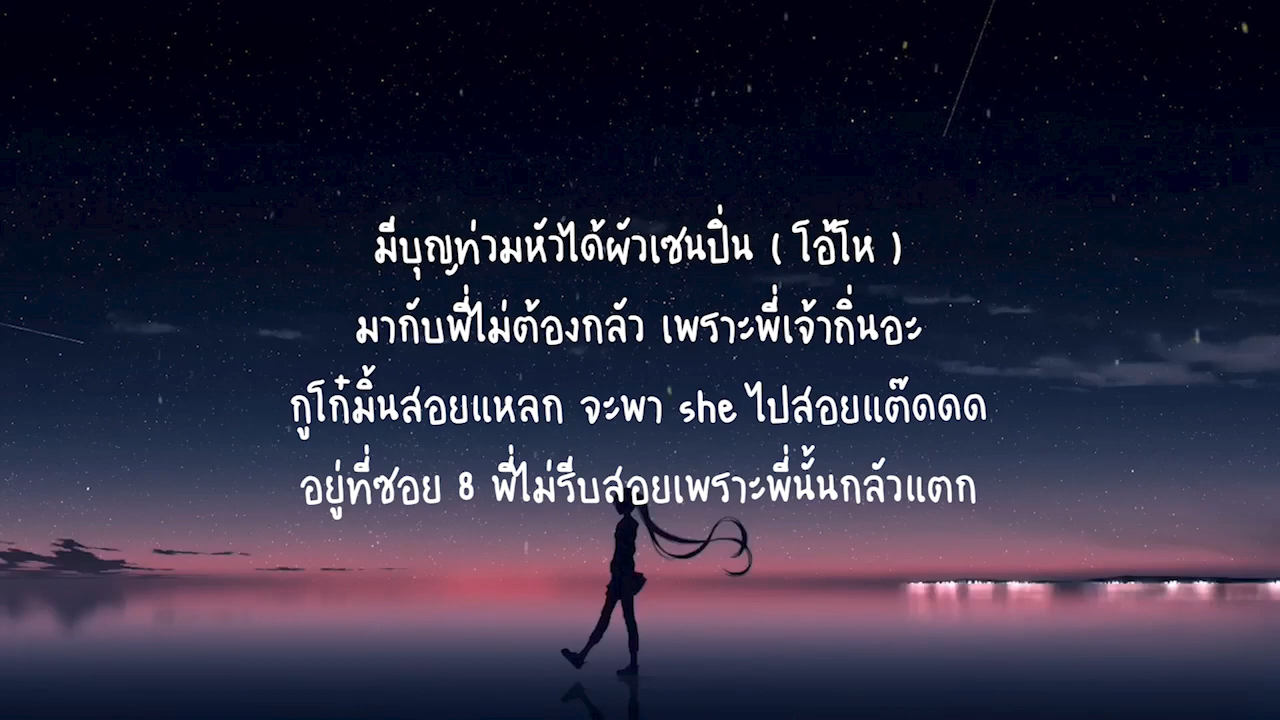 มีบุญท่วมหัวได้ผัวเซนปิ่น ( โอ้โห )
มากับพี่ไม่ต้องกลัว เพราะพี่เจ้าถิ่นอะ
กูโก๋มิ้นสอยแหลก จะพา she ไปสอยแต๊ดดด
อยู่ที่ซอย 8 พี่ไม่รีบสอยเพราะพี่นั้นกลัวแตก